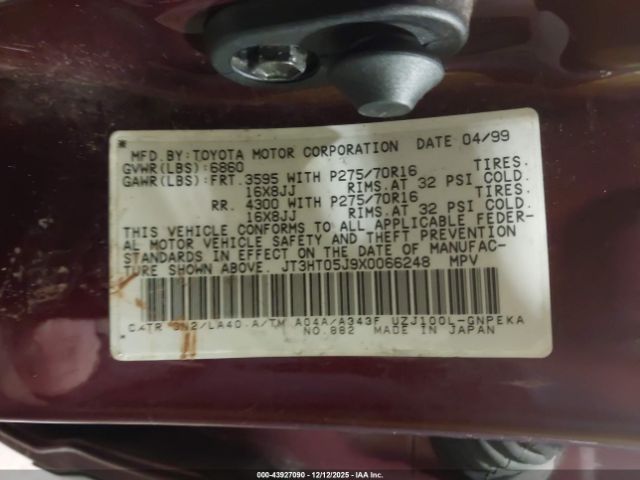 MFD.BY:TOYOTA MOTOR CORPORATION DATE 04/99
GVWR(LBS):6860
GAWR(LBS):FRT.3595 WITH P275/70R16 TIRES.
16X8JJ RIMS.AT 32 PSI COLD.
RR. 4300 WITH P275/70R16 TIRES.
16X8JJ RIMS.AT 32 PSI COLD.
THIS VEHICLE CONFORMS TO ALL APPLICABLE FEDER-
AL MOTOR VEHICLE SAFETY AND THEFT PREVENTION
STANDARDS IN EFFECT ON THE DATE OF MANUFAC-
TURE SHOWN ABOVE. JT3HT05J9X0066248 MPV
/LA40 A/TM A04A/A343F UZJ100L-GNPEKA
NO.882 MADE IN JAPAN
000-43927090 - 12/12/2025 - IAA Inc.